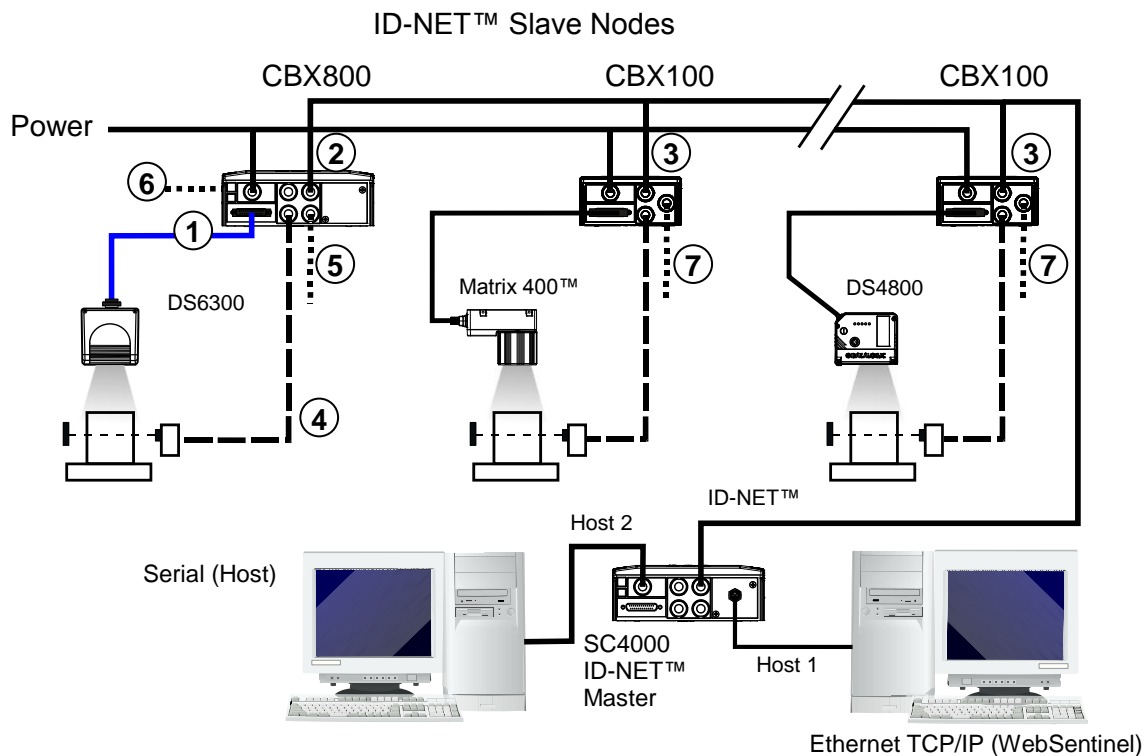 ID-NET™ Slave Nodes
CBX800
CBX100
CBX100
Power
2
3
3
6
1
5
7
7
DS6300
Matrix 400™
DS4800
DATALOGIC
4
ID-NET™
Host 2
Serial (Host)
SC4000
ID-NET™
Master
Host 1
Ethernet TCP/IP (WebSentinel)